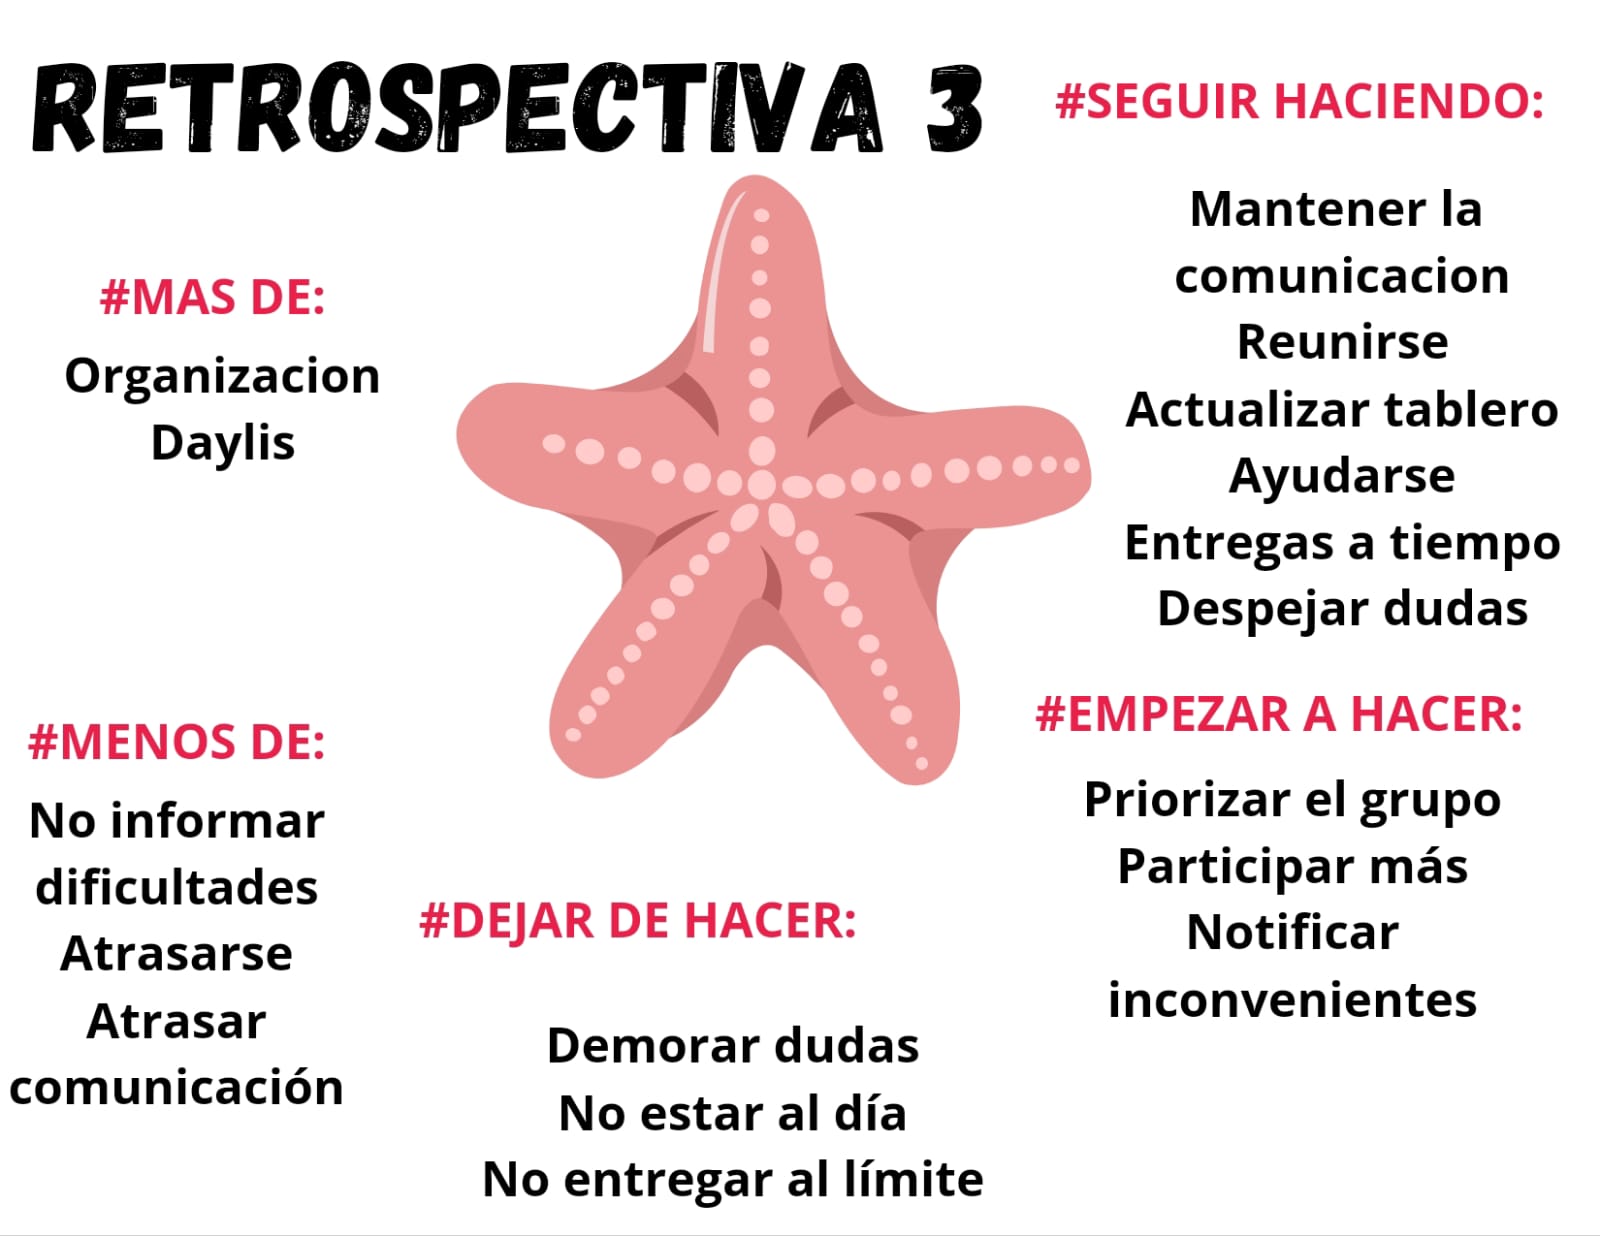 RETROSPECTIVA 3
#MAS DE:
Organizacion
Daylis
#MENOS DE:
No informar
dificultades
Atrasarse
Atrasar
comunicación
#DEJAR DE HACER:
Demorar dudas
No estar al día
No entregar al límite
#SEGUIR HACIENDO:
Mantener la
comunicacion
Reunirse
Actualizar tablero
Ayudarse
Entregas a tiempo
Despejar dudas
#EMPEZAR A HACER:
Priorizar el grupo
Participar más
Notificar
inconvenientes